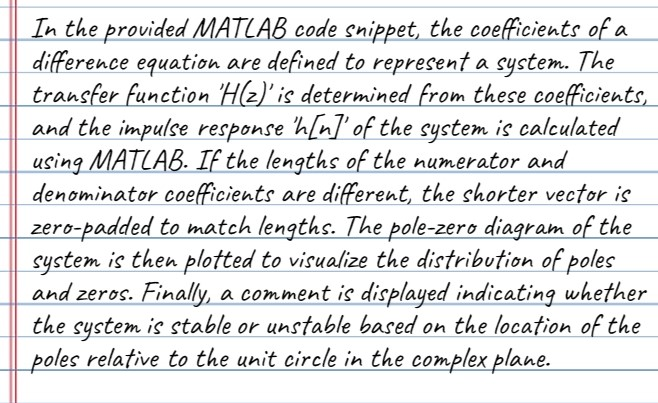 In the provided MATLAB code snippet, the coefficients of a
difference equation are defined to represent a system. The
transfer function 'H(z)' is determined from these coefficients,
and the impulse response 'h[n]' of the system is calculated
using MATLAB. If the lengths of the numerator and
denominator coefficients are different, the shorter vector is
zero-padded to match lengths. The pole-zero diagram of the
system is then plotted to visualize the distribution of poles
and zeros. Finally, a comment is displayed indicating whether
the system is stable or unstable based on the location of the
poles relative to the unit circle in the complex plane.